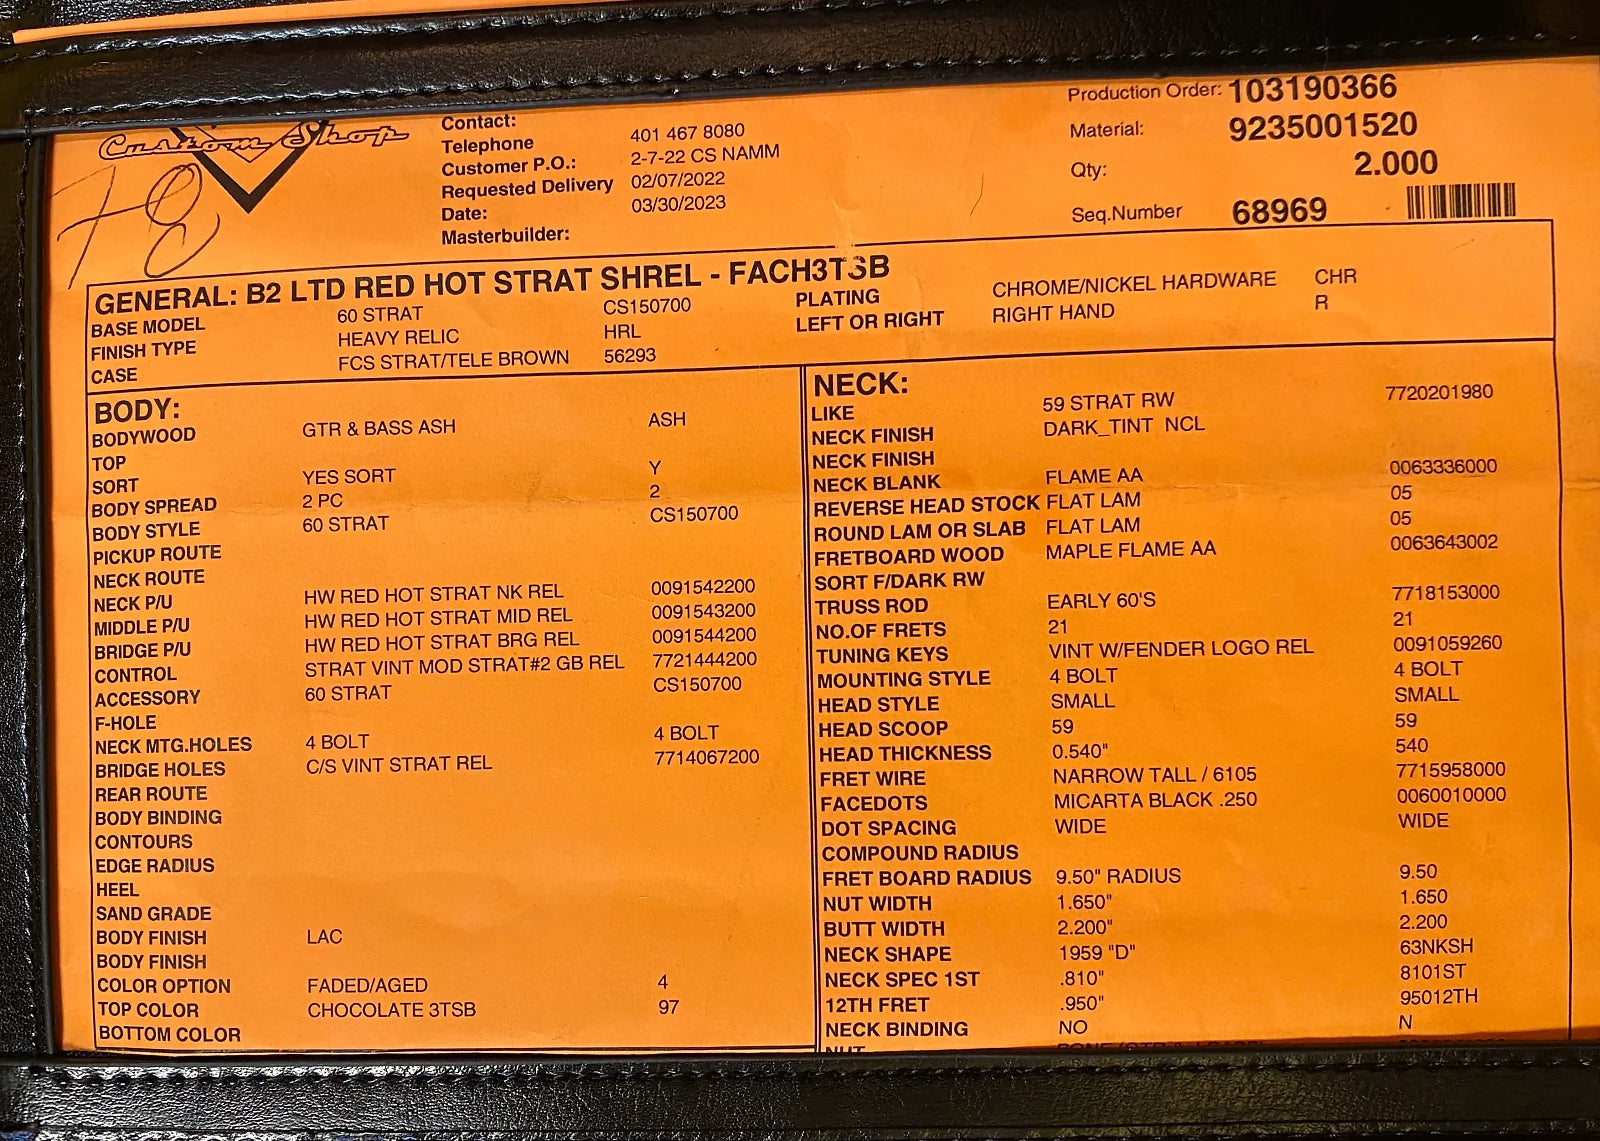 Custom Shop
78
Contact:
Telephone 401 467 8080
Customer P.O.: 2-7-22 CS NAMM
Requested Delivery 02/07/2022
Date: 03/30/2023
Masterbuilder:
Production Order: 103190366
Material: 9235001520
Qty: 2.000
Seq.Number 68969
GENERAL: B2 LTD RED HOT STRAT SHREL - FACH3TSB
BASE MODEL 60 STRAT CS150700
FINISH TYPE HEAVY RELIC HRL
CASE FCS STRAT/TELE BROWN 56293
PLATING CHROME/NICKEL HARDWARE CHR
LEFT OR RIGHT RIGHT HAND R
BODY:
BODYWOOD GTR & BASS ASH ASH
TOP
SORT YES SORT Y
BODY SPREAD 2 PC 2
BODY STYLE 60 STRAT CS150700
PICKUP ROUTE
NECK ROUTE
NECK P/U HW RED HOT STRAT NK REL 0091542200
MIDDLE P/U HW RED HOT STRAT MID REL 0091543200
BRIDGE P/U HW RED HOT STRAT BRG REL 0091544200
CONTROL STRAT VINT MOD STRAT#2 GB REL 7721444200
ACCESSORY 60 STRAT CS150700
F-HOLE
NECK MTG.HOLES 4 BOLT 4 BOLT
BRIDGE HOLES C/S VINT STRAT REL 7714067200
REAR ROUTE
BODY BINDING
CONTOURS
EDGE RADIUS
HEEL
SAND GRADE
BODY FINISH LAC
BODY FINISH
COLOR OPTION FADED/AGED 4
TOP COLOR CHOCOLATE 3TSB 97
BOTTOM COLOR
NECK:
LIKE 59 STRAT RW 7720201980
NECK FINISH DARK_TINT NCL
NECK FINISH
NECK BLANK FLAME AA 0063336000
REVERSE HEAD STOCK FLAT LAM 05
ROUND LAM OR SLAB FLAT LAM 05
FRETBOARD WOOD MAPLE FLAME AA 0063643002
SORT F/DARK RW
TRUSS ROD EARLY 60'S 7718153000
NO.OF FRETS 21 21
TUNING KEYS VINT W/FENDER LOGO REL 0091059260
MOUNTING STYLE 4 BOLT 4 BOLT
HEAD STYLE SMALL SMALL
HEAD SCOOP 59 59
HEAD THICKNESS 0.540" 540
FRET WIRE NARROW TALL / 6105 7715958000
FACEDOTS MICARTA BLACK .250 0060010000
DOT SPACING WIDE WIDE
COMPOUND RADIUS
FRET BOARD RADIUS 9.50" RADIUS 9.50
NUT WIDTH 1.650" 1.650
BUTT WIDTH 2.200" 2.200
NECK SHAPE 1959 "D" 63NKSH
NECK SPEC 1ST .810" 8101ST
12TH FRET .950" 95012TH
NECK BINDING NO N
NUT